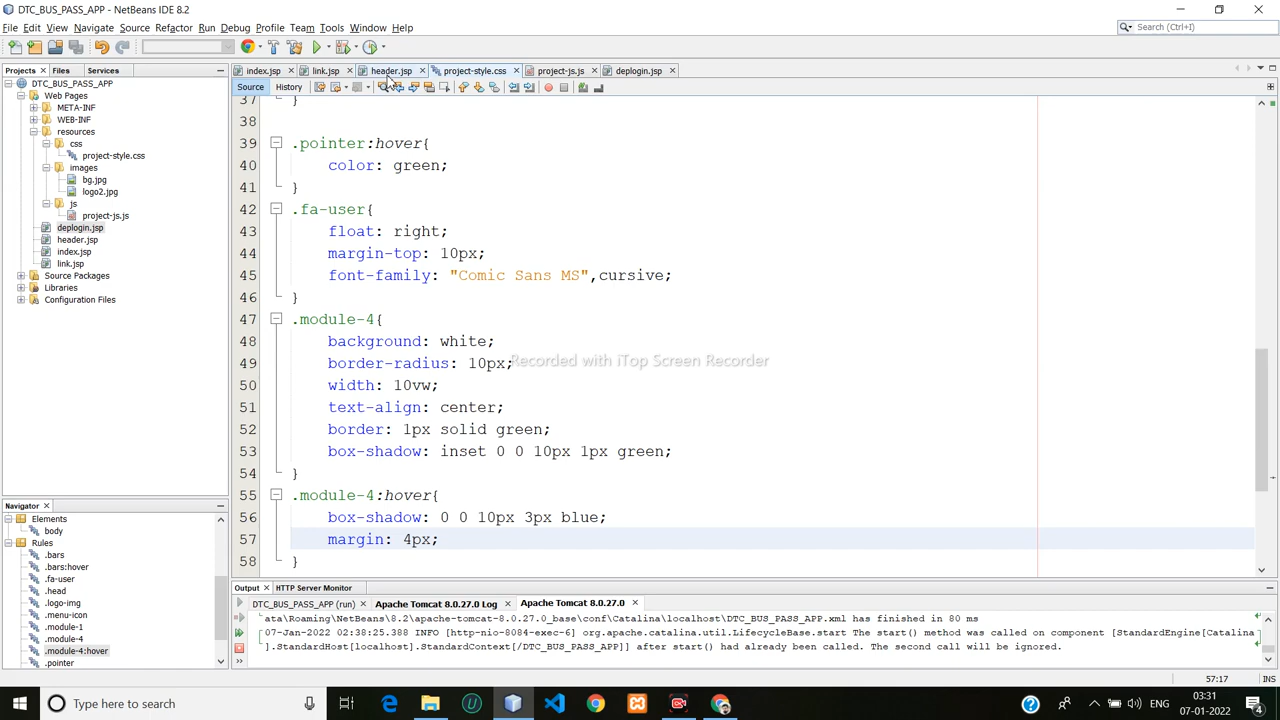 DTC_BUS_PASS_APP - NetBeans IDE 8.2
File Edit View Navigate Source Refactor Run Debug Profile Team Tools Window Help
Search (Ctrl+I)
Projects Files Services
index.jsp link.jsp header.jsp project-style.css project-js.js deplogin.jsp
Source History
DTC_BUS_PASS_APP
Web Pages
META-INF
WEB-INF
resources
css
project-style.css
images
bg.jpg
logo2.jpg
js
project-js.js
deplogin.jsp
header.jsp
index.jsp
link.jsp
Source Packages
Libraries
Configuration Files
37 }
38
39 .pointer:hover{
40 color: green;
41 }
42 .fa-user{
43 float: right;
44 margin-top: 10px;
45 font-family: "Comic Sans MS",cursive;
46 }
47 .module-4{
48 background: white;
49 border-radius: 10px;
50 width: 10vw;
51 text-align: center;
52 border: 1px solid green;
53 box-shadow: inset 0 0 10px 1px green;
54 }
55 .module-4:hover{
56 box-shadow: 0 0 10px 3px blue;
57 margin: 4px;
58 }
Recorded with iTop Screen Recorder
Navigator
Elements
body
Rules
.bars
.bars:hover
.fa-user
.head
.logo-img
.menu-icon
.module-1
.module-4
.module-4:hover
.pointer
Output HTTP Server Monitor
DTC_BUS_PASS_APP (run) Apache Tomcat 8.0.27.0 Log Apache Tomcat 8.0.27.0
ata\Roaming\NetBeans\8.2\apache-tomcat-8.0.27.0_base\conf\Catalina\localhost\DTC_BUS_PASS_APP.xml has finished in 80 ms
07-Jan-2022 02:38:25.388 INFO [http-nio-8084-exec-6] org.apache.catalina.util.LifecycleBase.start The start() method was called on component [StandardEngine[Catalina
].StandardHost[localhost].StandardContext[/DTC_BUS_PASS_APP]] after start() had already been called. The second call will be ignored.
57:17
INS
Type here to search
ENG
03:31
07-01-2022
4